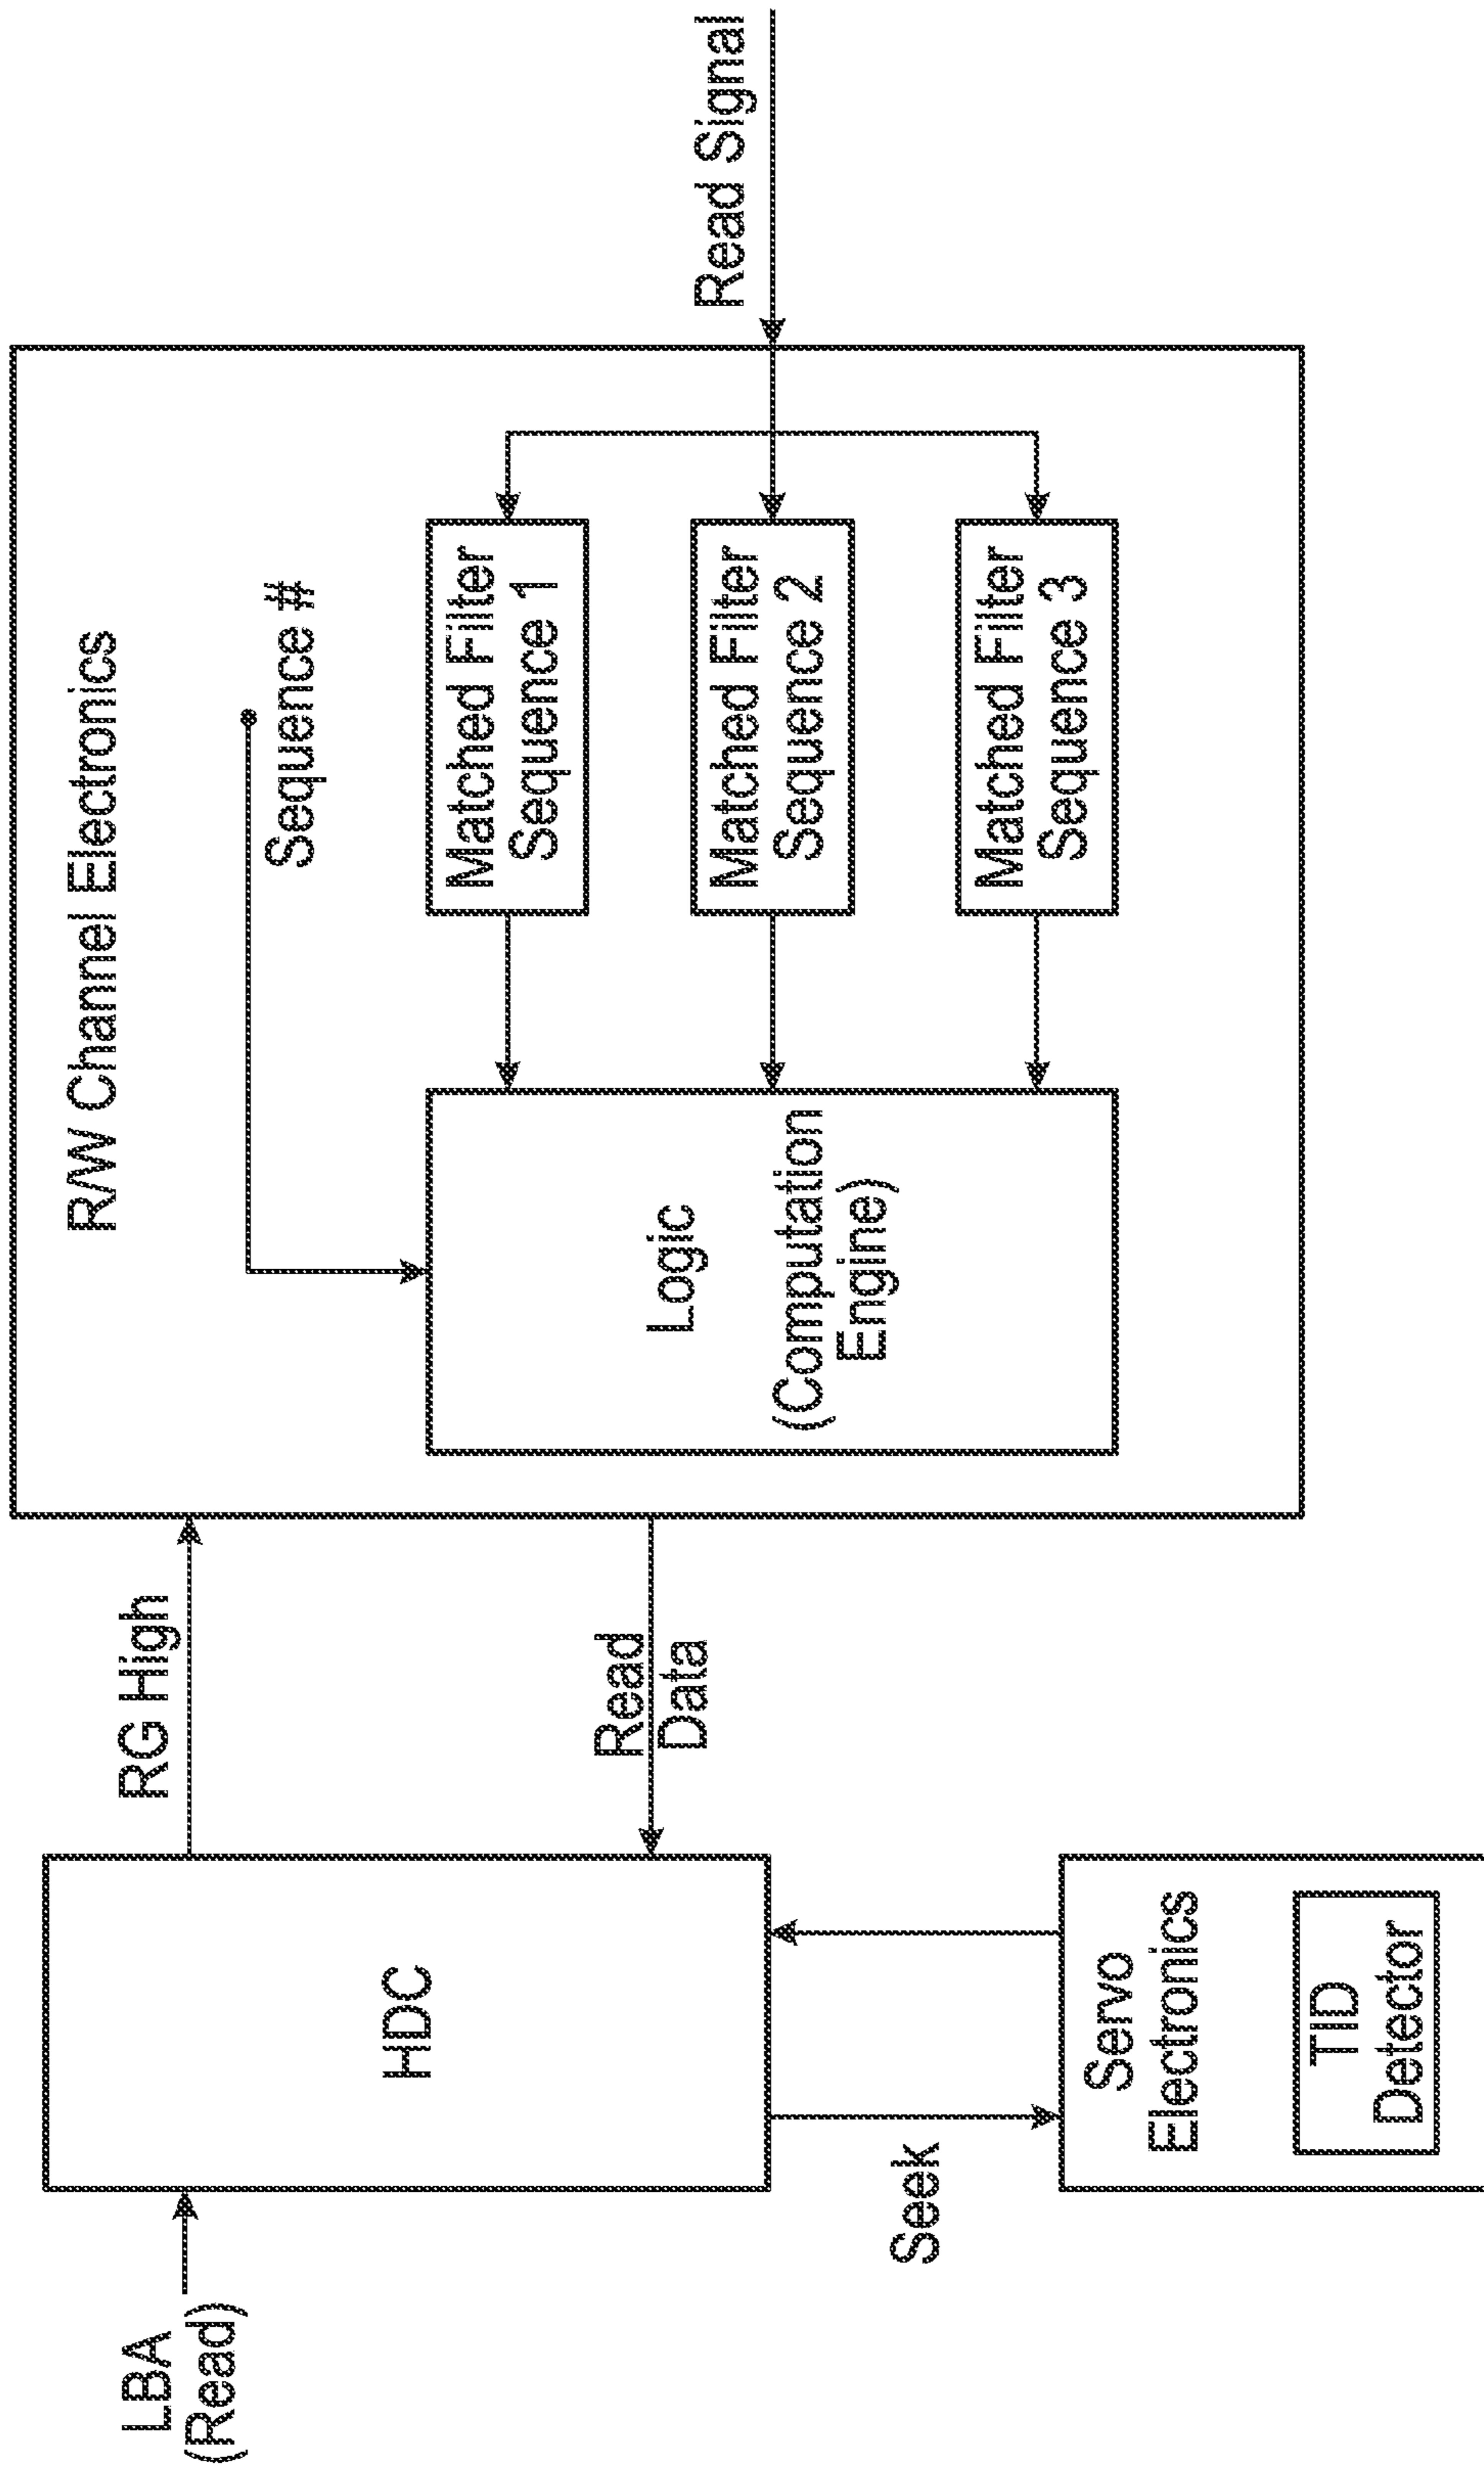 R/W Channel Electronics
LBA
(Read)
RG High
Sequence #
HDC
Read
Data
Logic
(Computation
Engine)
Matched Filter
Sequence 1
Matched Filter
Sequence 2
Matched Filter
Sequence 3
Read Signal
Seek
Servo
Electronics
TID
Detector